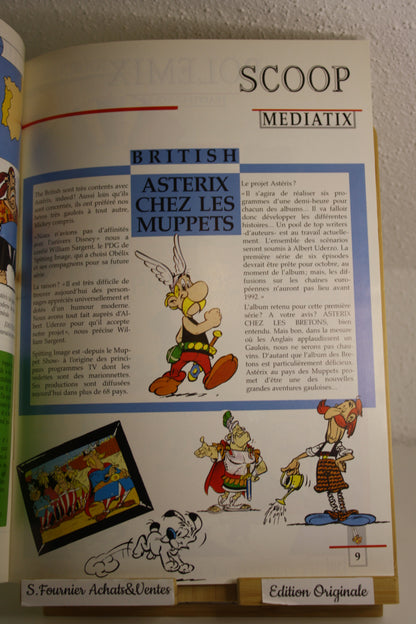 SCOOP
MEDIATIX
BRITISH
ASTERIX
CHEZ LES
MUPPETS
The British sont très contents avec
Astérix, indeed! Aussi loin qu'ils
sont concernés, ils ont préféré nos
héros très gaulois à tout autre,
Mickey compris.
«Nous n'avions pas d'affinités
avec l'univers Disney» nous a
confié William Sargent, le PDG de
Spitting Image, qui a choisi Obélix
et ses compagnons pour sa future
série.
La raison?
«Il est très difficile de
trouver aujourd'hui des person-
nages appréciés universellement et
dotés d'un humour moderne.
Nous avons tout fait auprès d'Al-
bert Uderzo pour qu'il accepte
notre projet», nous précise Wil-
liam Sargent.
Spitting Image est -depuis le Mup-
pet Show- à l'origine des princi-
paux programmes TV dont les
vedettes sont des marionnettes.
Ses productions sont diffusées
aujourd'hui dans plus de 68 pays.
Le projet Astérix?
«Il s'agira de réaliser six pro-
grammes d'une demi-heure pour
chacun des albums... Il va falloir
donc développer les différentes
histoires... Un pool de top writers
-d'auteurs- est au travail actuelle-
ment. L'ensemble des scénarios
seront soumis à Albert Uderzo. La
première série de six épisodes
devrait être prête pour octobre, au
moment de l'album; mais, les dif-
fusions sur les chaînes euro-
péennes n'auront pas lieu avant
1992.»
L'album retenu pour cette première
série? A votre avis? ASTERIX
CHEZ LES BRETONS, bien
entendu. Mais bon, dans la mesure
où les Anglais applaudissent un
Gaulois, nous ne serons pas chau-
vins. D'autant que l'album des Bre-
tons est particulièrement délicieux.
Astérix au pays des Muppets pro-
met d'être une des nouvelles
grandes aventures gauloises...
9
S.Fournier Achats&Ventes
Edition Originale